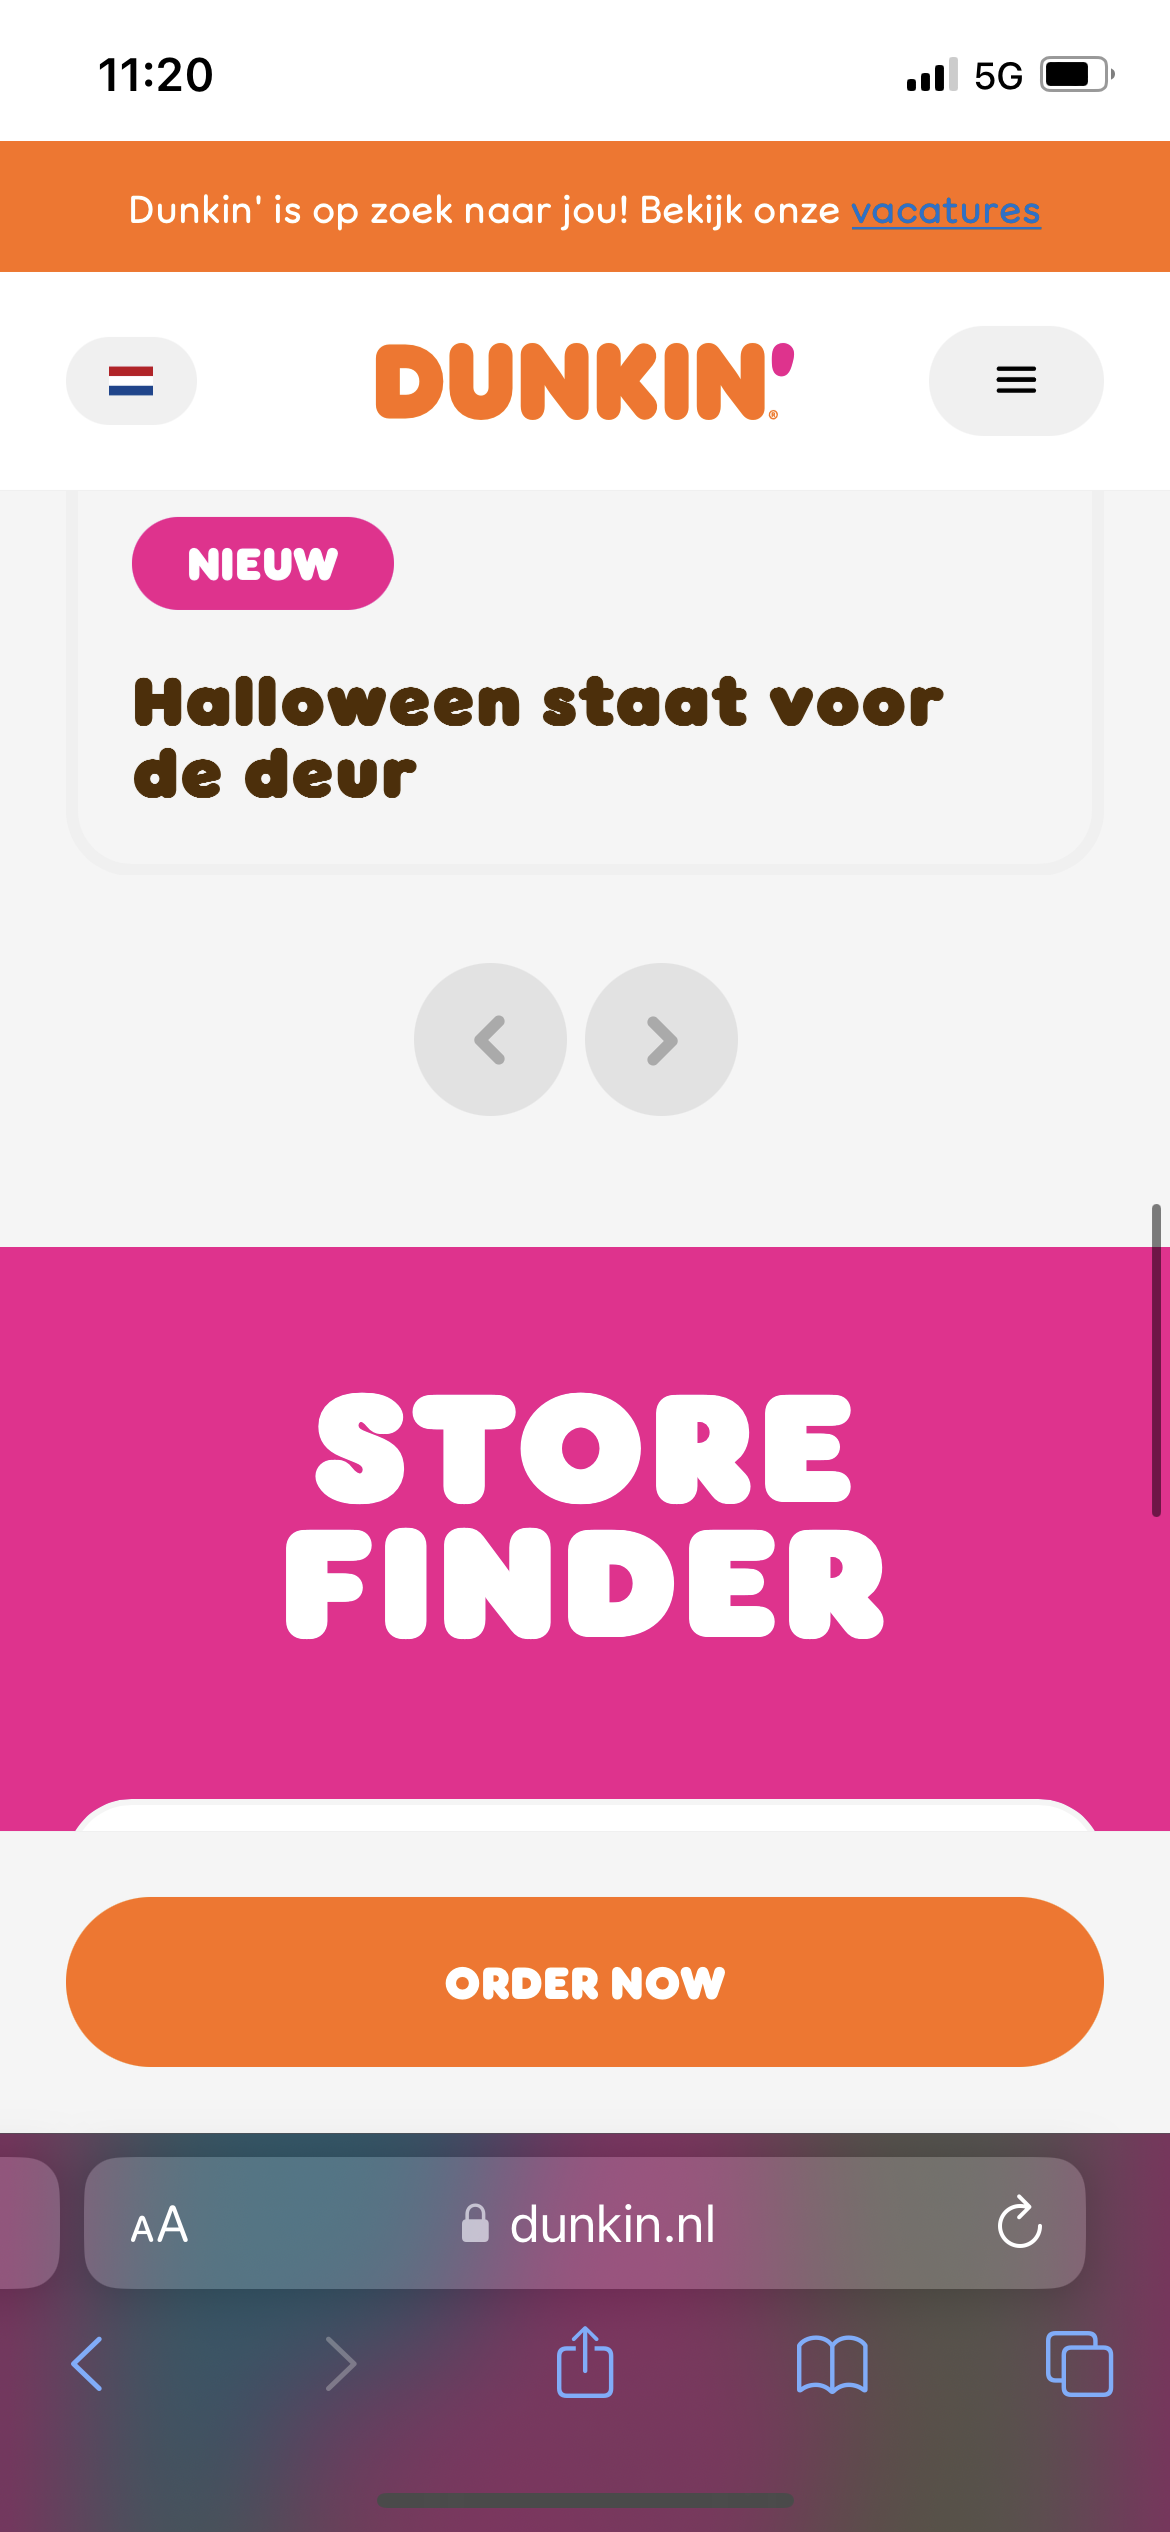 11:20 5G
Dunkin' is op zoek naar jou! Bekijk onze vacatures
DUNKIN'®
NIEUW
Halloween staat voor
de deur
STORE
FINDER
ORDER NOW
AA dunkin.nl